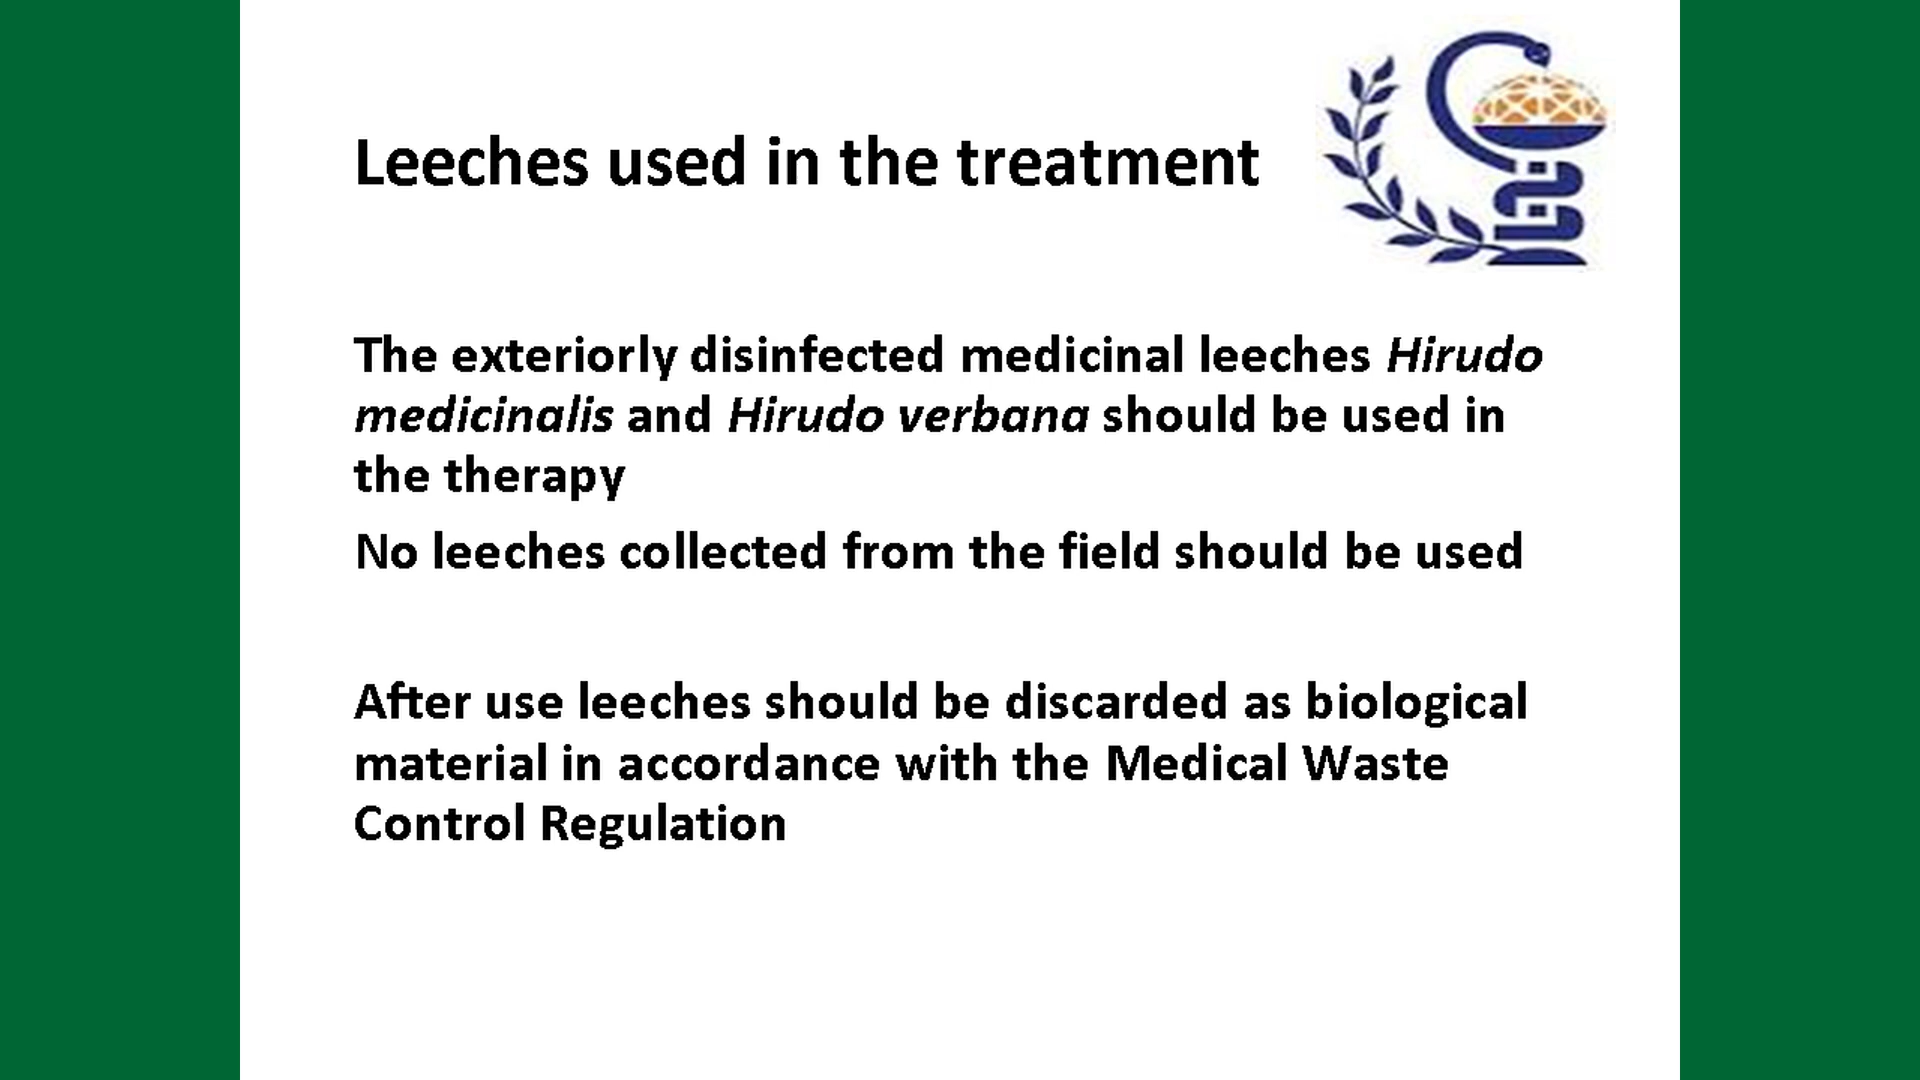 Leeches used in the treatment
The exteriorly disinfected medicinal leeches Hirudo
medicinalis and Hirudo verbana should be used in
the therapy
No leeches collected from the field should be used
After use leeches should be discarded as biological
material in accordance with the Medical Waste
Control Regulation